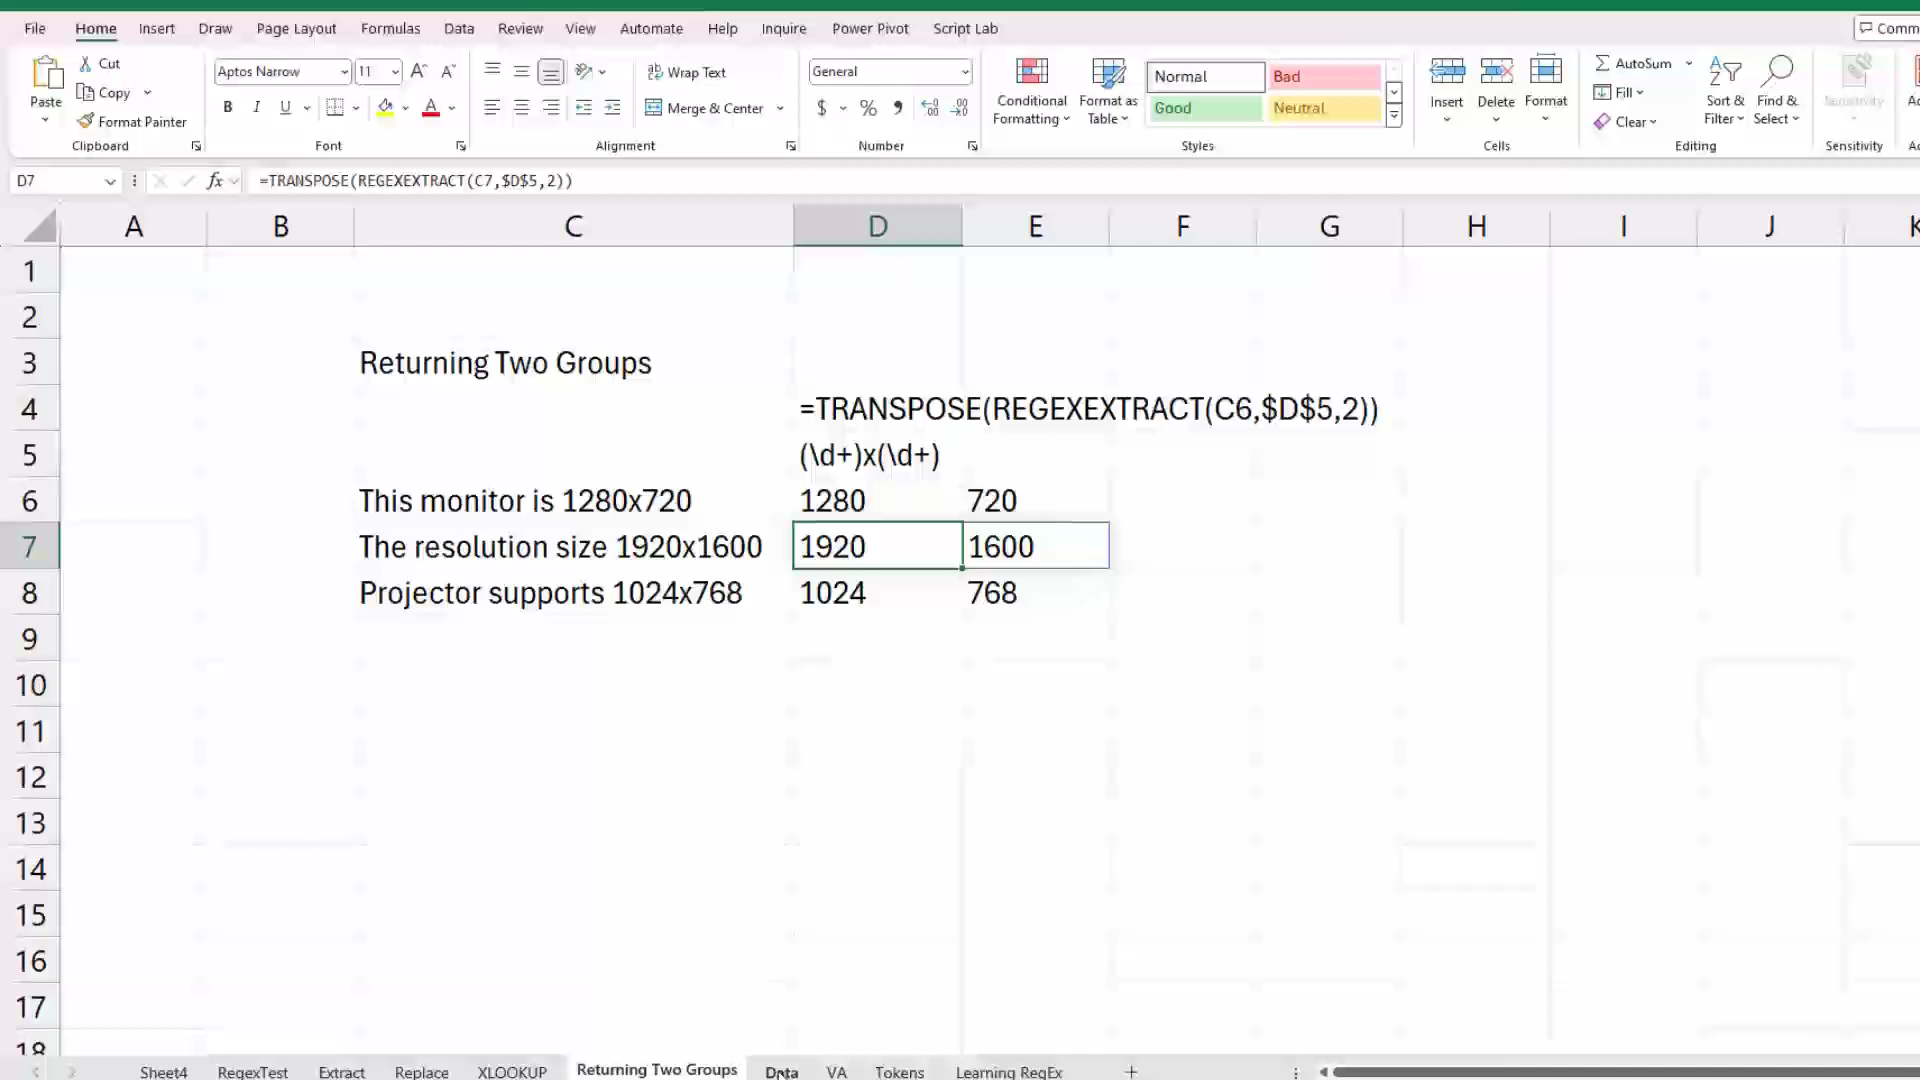 File Home Insert Draw Page Layout Formulas Data Review View Automate Help Inquire Power Pivot Script Lab
Paste
Cut
Copy
Format Painter
Clipboard
Aptos Narrow 11
B I U
Font
Wrap Text
Merge & Center
Alignment
General
$ %
Number
Conditional Formatting
Format as Table
Normal Bad
Good Neutral
Styles
Insert Delete Format
Cells
AutoSum
Fill
Clear
Sort & Filter
Find & Select
Editing
Sensitivity
Sensitivity
D7 fx =TRANSPOSE(REGEXEXTRACT(C7,$D$5,2))
A B C D E F G H I J K
1
2
3 Returning Two Groups
4 =TRANSPOSE(REGEXEXTRACT(C6,$D$5,2))
5 (\d+)x(\d+)
6 This monitor is 1280x720 1280 720
7 The resolution size 1920x1600 1920 1600
8 Projector supports 1024x768 1024 768
9
10
11
12
13
14
15
16
17
18
Sheet4 RegexTest Extract Replace XLOOKUP Returning Two Groups Data VA Tokens Learning RegEx +